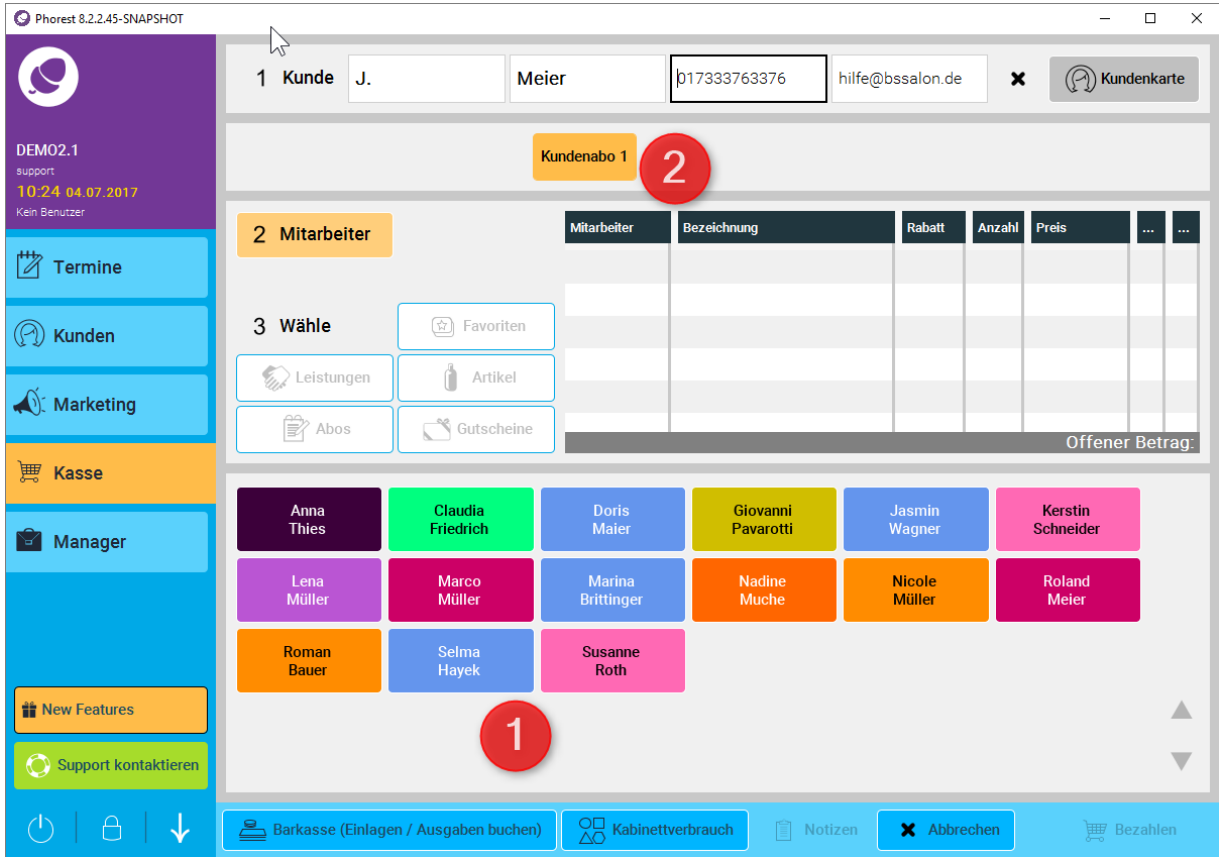 Phorest 8.2.2.45-SNAPSHOT
1 Kunde J. Meier 017333763376 hilfe@bssalon.de Kundenkarte
DEMO2.1
support
10:24 04.07.2017
Kein Benutzer
Kundenabo 1 2
2 Mitarbeiter
Mitarbeiter Bezeichnung Rabatt Anzahl Preis ... ...
3 Wähle
Favoriten
Leistungen
Artikel
Abos
Gutscheine
Offener Betrag:
Termine
Kunden
Marketing
Kasse
Manager
Anna
Thies
Claudia
Friedrich
Doris
Maier
Giovanni
Pavarotti
Jasmin
Wagner
Kerstin
Schneider
Lena
Müller
Marco
Müller
Marina
Brittinger
Nadine
Muche
Nicole
Müller
Roland
Meier
Roman
Bauer
Selma
Hayek
Susanne
Roth
1
New Features
Support kontaktieren
Barkasse (Einlagen / Ausgaben buchen) Kabinettverbrauch Notizen Abbrechen Bezahlen